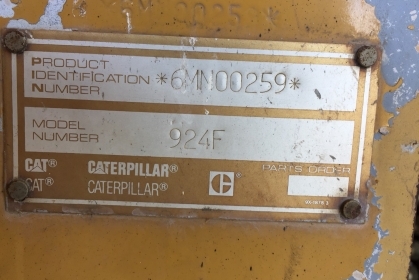 PRODUCT
IDENTIFICATION *6MN00259*
NUMBER
MODEL
NUMBER 924F
CAT® CATERPILLAR® C® PARTS ORDER
CAT® CATERPILLAR®